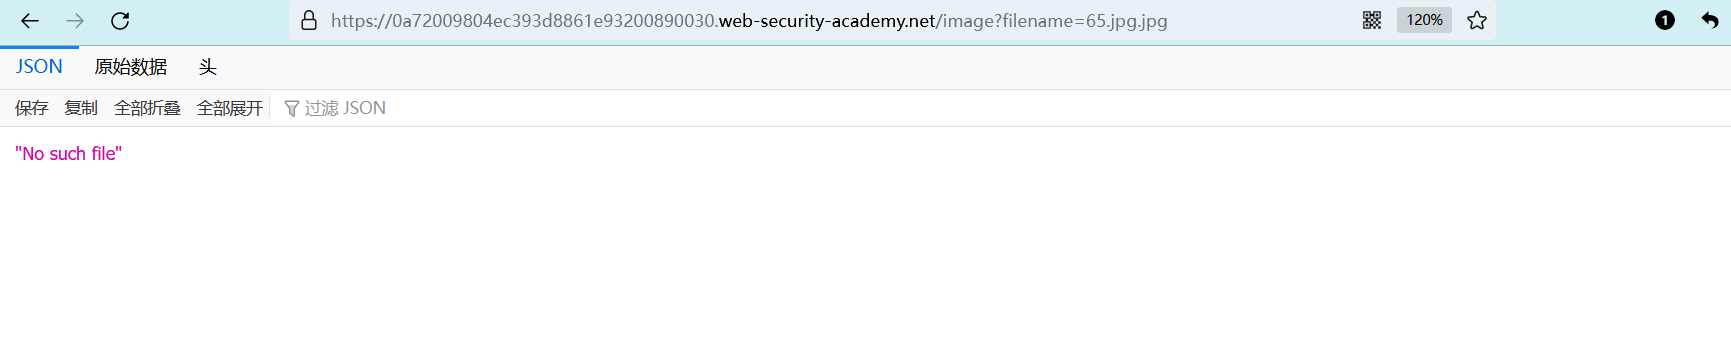 https://0a72009804ec393d8861e93200890030.web-security-academy.net/image?filename=65.jpg.jpg 120% 1
JSON 原始数据 头
保存 复制 全部折叠 全部展开 过滤 JSON
"No such file"